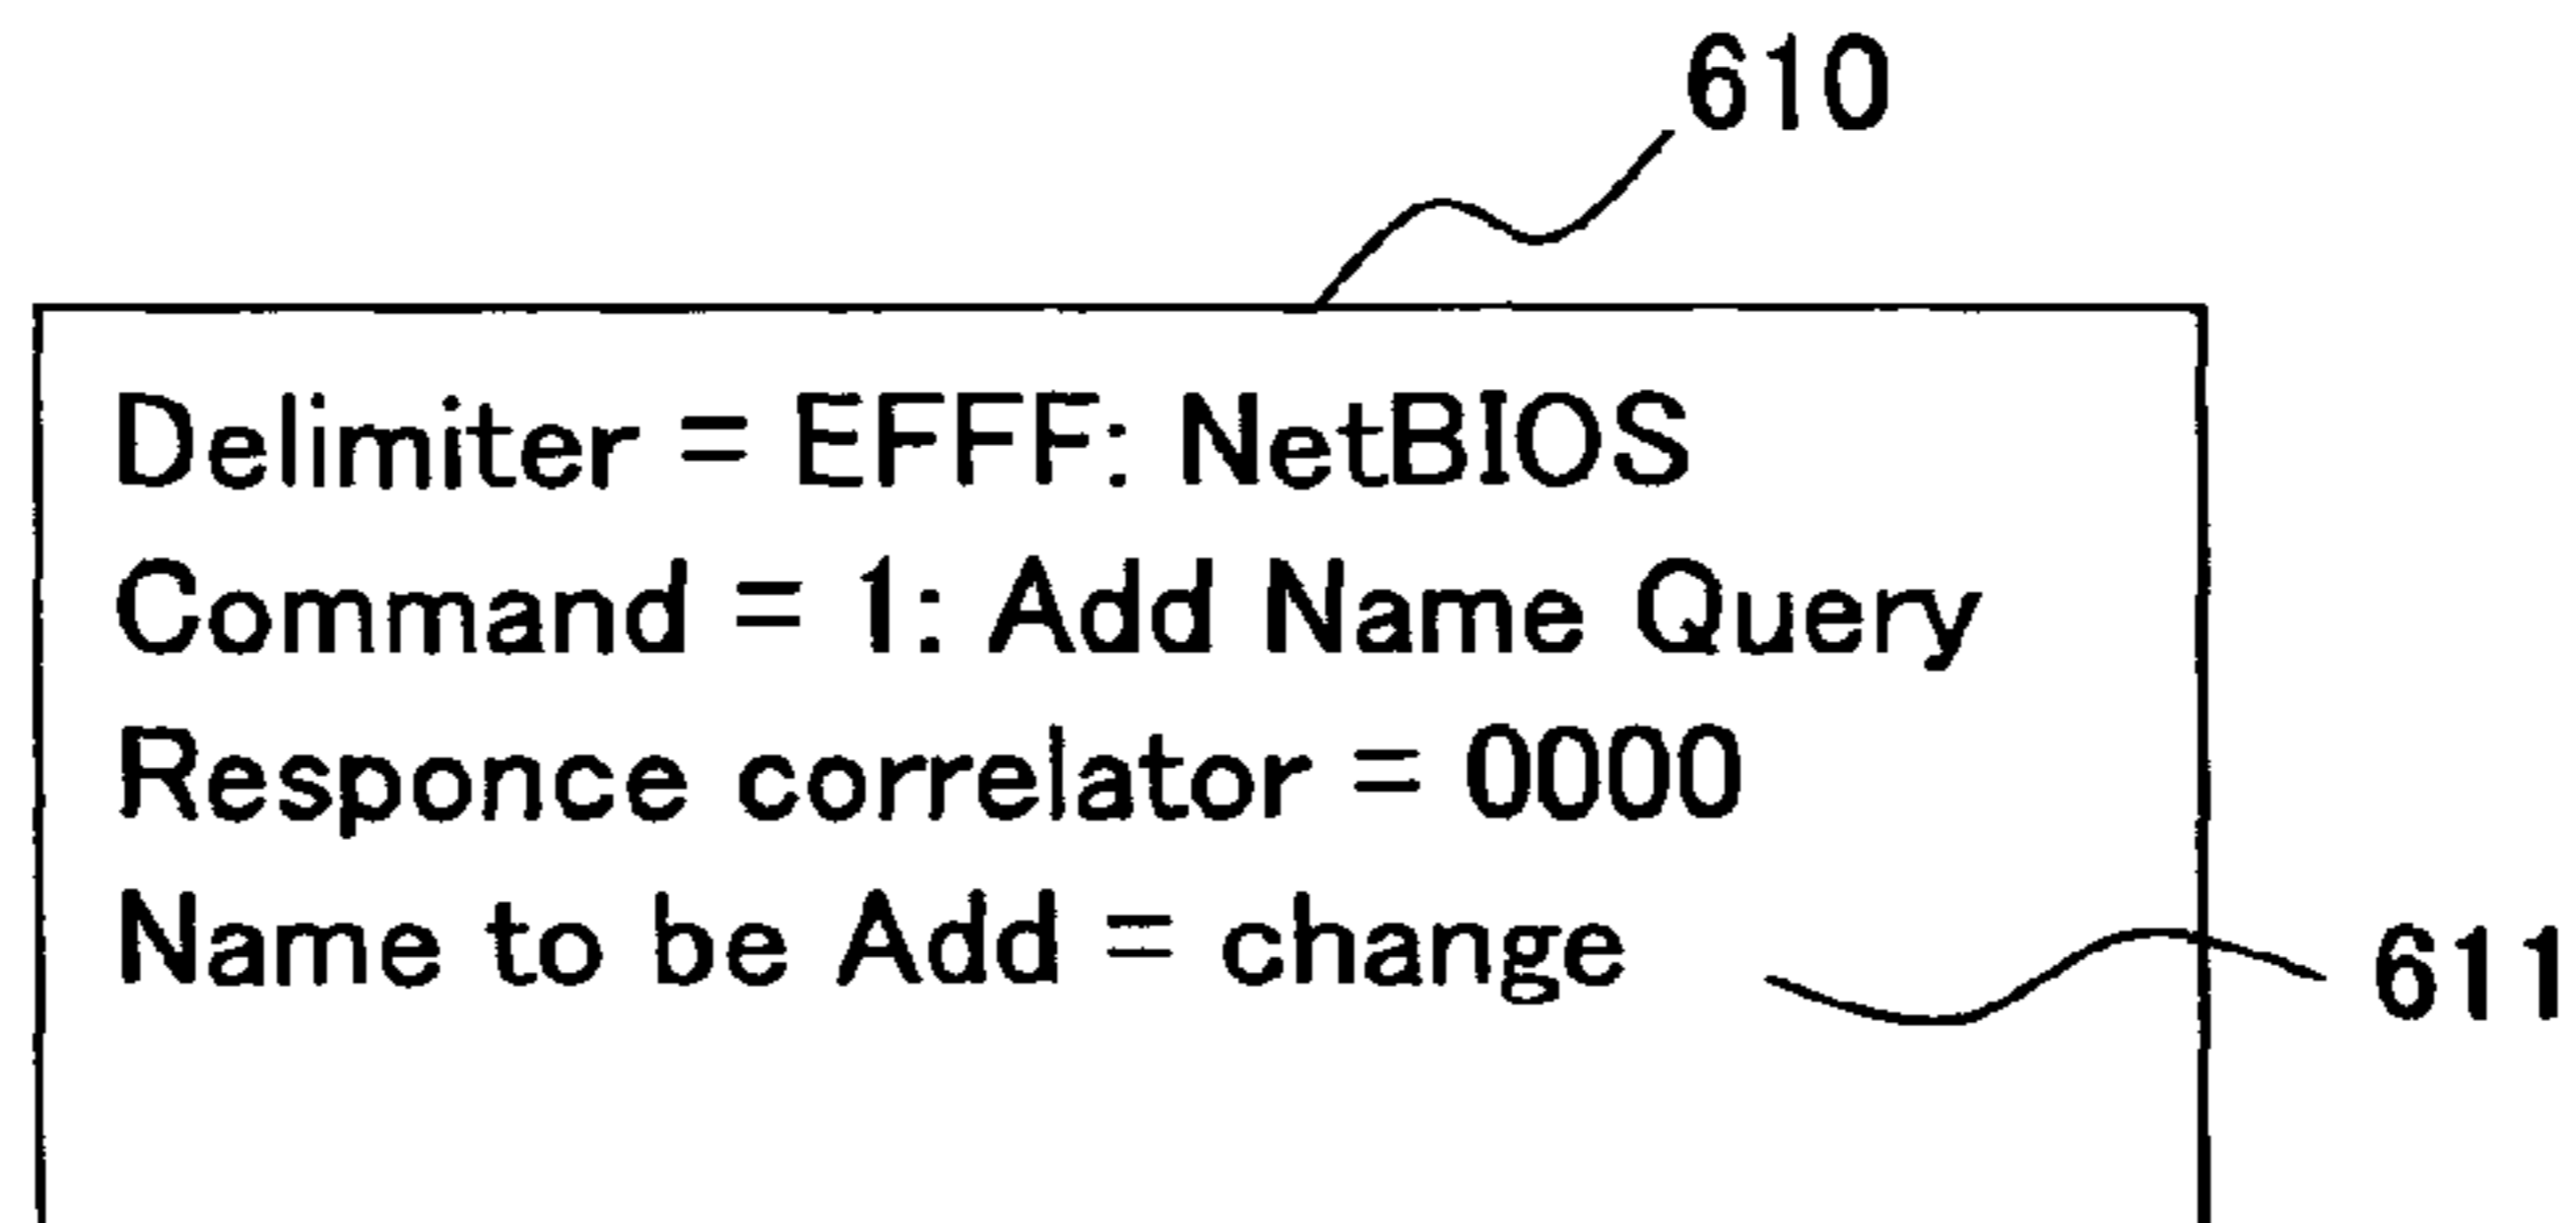 610
Delimiter = EFFF: NetBIOS
Command = 1: Add Name Query
Responce correlator = 0000
Name to be Add = change
611